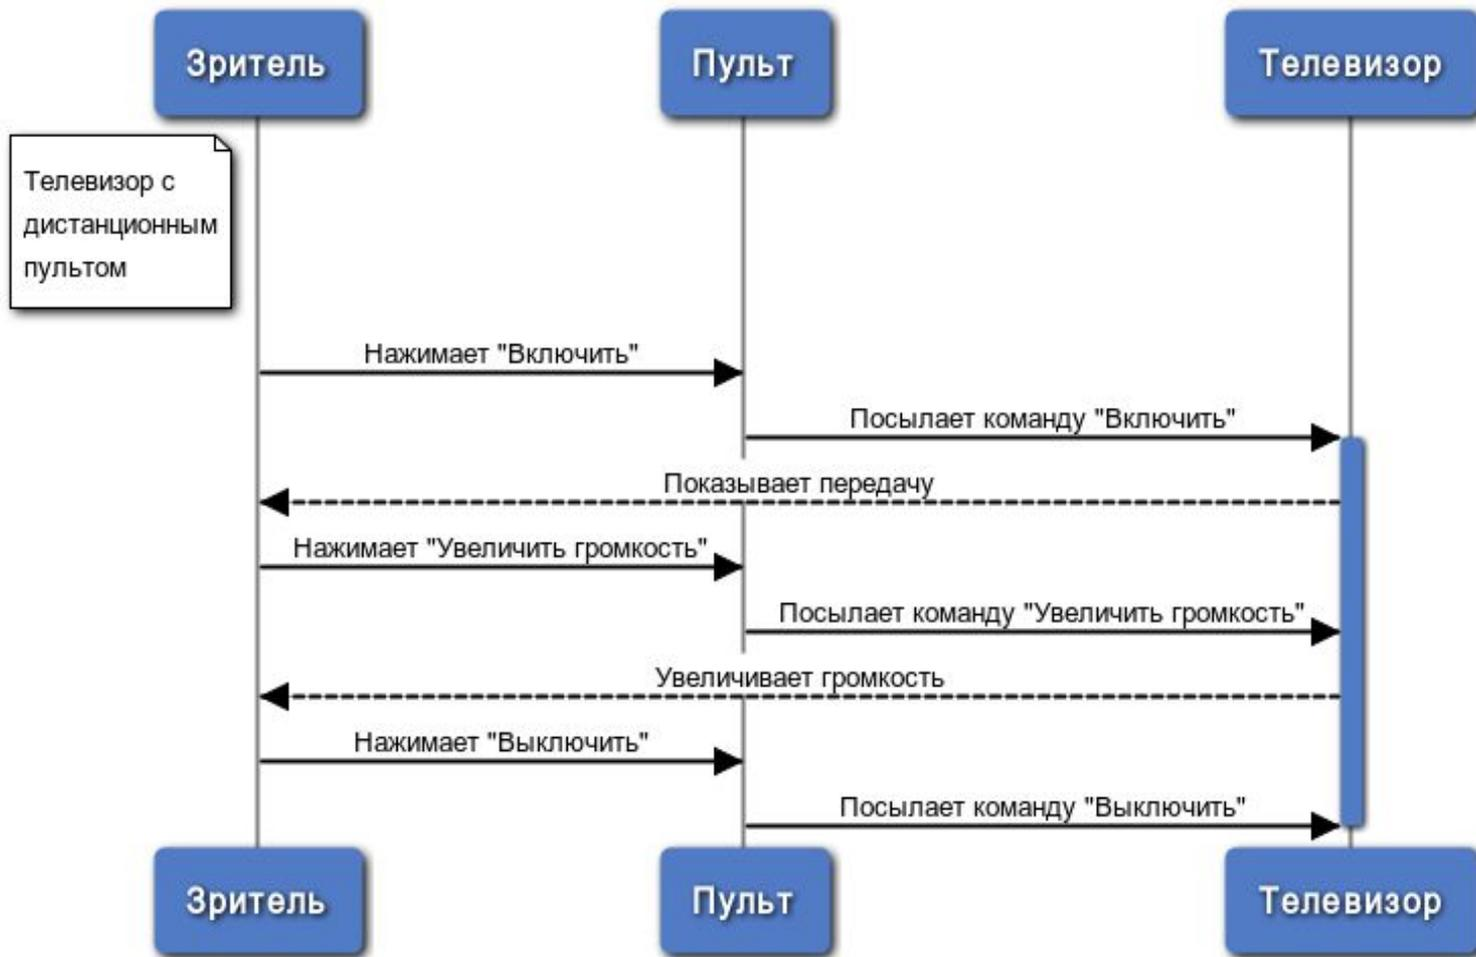 Зритель
Пульт
Телевизор
Телевизор с
дистанционным
пультом
Нажимает "Включить"
Посылает команду "Включить"
Показывает передачу
Нажимает "Увеличить громкость"
Посылает команду "Увеличить громкость"
Увеличивает громкость
Нажимает "Выключить"
Посылает команду "Выключить"
Зритель
Пульт
Телевизор